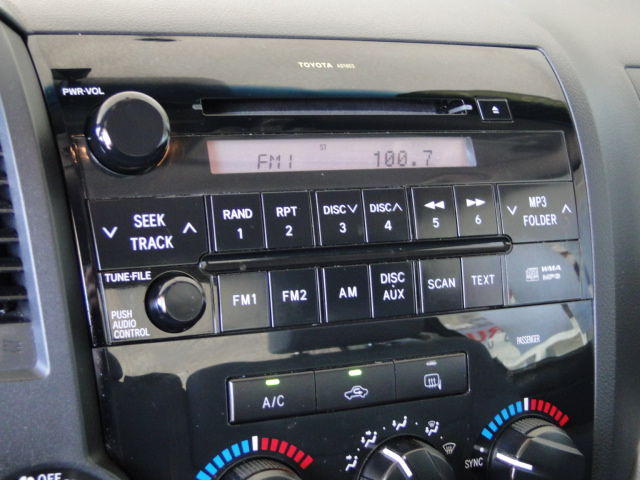 TOYOTA
PWR·VOL
ST
FM1 100.7
SEEK TRACK
RAND 1
RPT 2
DISC 3
DISC 4
5
6
MP3 FOLDER
TUNE·FILE
PUSH AUDIO CONTROL
FM1
FM2
AM
DISC AUX
SCAN
TEXT
WMA
MP3
PASSENGER
A/C
SYNC
OFF